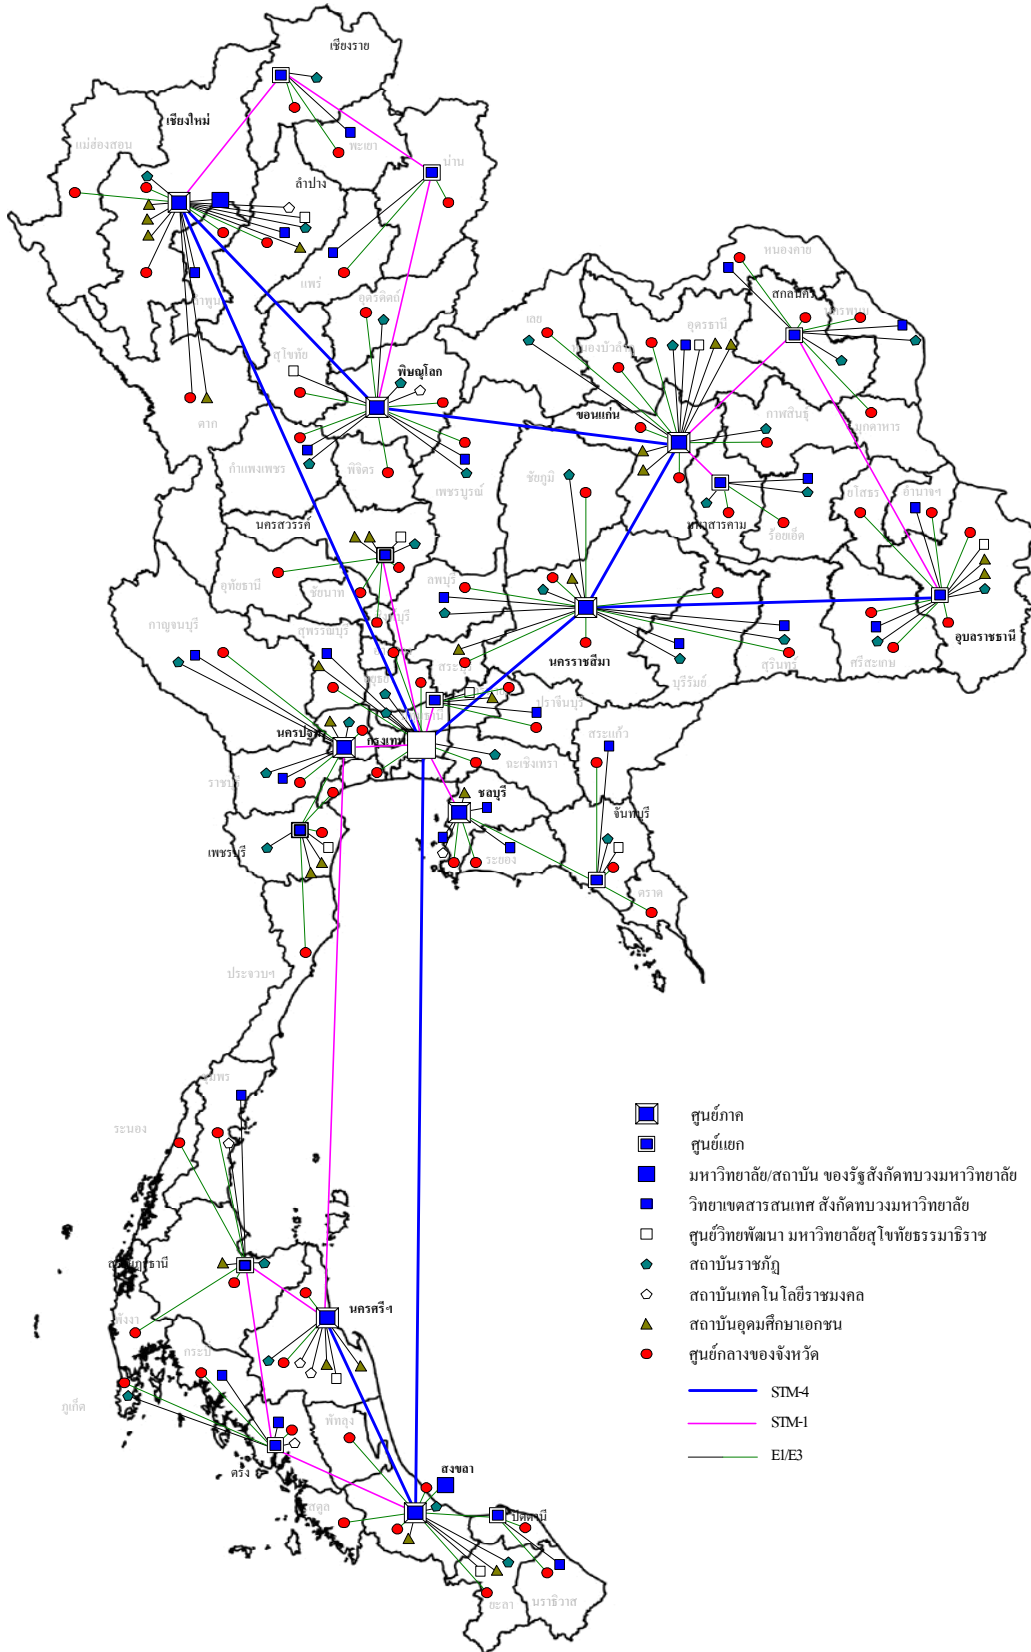 เชียงราย
เชียงใหม่
แม่ฮ่องสอน
พะเยา
น่าน
ลำปาง
หนองคาย
แพร่
อุตรดิตถ์
ลำพูน
สกลนคร
เลย
อุดรธานี
สุโขทัย
พิษณุโลก
ขอนแก่น
กาฬสินธุ์
มุกดาหาร
ตาก
กำแพงเพชร
พิจิตร
เพชรบูรณ์
ชัยภูมิ
ยโสธร
อำนาจฯ
นครสวรรค์
มหาสารคาม
ร้อยเอ็ด
อุทัยธานี
ชัยนาท
ลพบุรี
กาญจนบุรี
สุพรรณบุรี
นครราชสีมา
อุบลราชธานี
สระบุรี
สุรินทร์
ศรีสะเกษ
บุรีรัมย์
ปราจีนบุรี
นครปฐม
กรุงเทพ
สระแก้ว
ราชบุรี
ฉะเชิงเทรา
ชลบุรี
จันทบุรี
เพชรบุรี
ระยอง
ตราด
ประจวบฯ
ชุมพร
ระนอง
ศูนย์ภาค
ศูนย์แยก
มหาวิทยาลัย/สถาบัน ของรัฐสังกัดทบวงมหาวิทยาลัย
วิทยาเขตสารสนเทศ สังกัดทบวงมหาวิทยาลัย
ศูนย์วิทยพัฒนา มหาวิทยาลัยสุโขทัยธรรมาธิราช
สถาบันราชภัฏ
สถาบันเทคโนโลยีราชมงคล
สถาบันอุดมศึกษาเอกชน
ศูนย์กลางของจังหวัด
STM-4
STM-1
E1/E3
นครศรีฯ
พังงา
กระบี่
ภูเก็ต
พัทลุง
ตรัง
สงขลา
สตูล
ปัตตานี
ยะลา
นราธิวาส